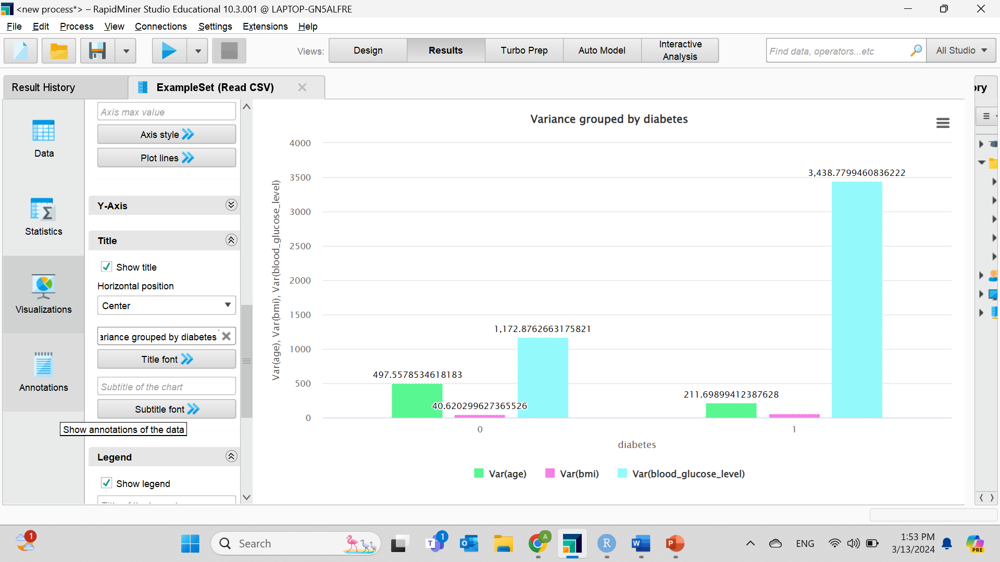 <new process*> – RapidMiner Studio Educational 10.3.001 @ LAPTOP-GN5ALFRE
File Edit Process View Connections Settings Extensions Help
Views: Design Results Turbo Prep Auto Model Interactive Analysis
Find data, operators...etc
All Studio
Result History
ExampleSet (Read CSV)
ory
Data
Statistics
Visualizations
Annotations
Axis max value
Axis style
Plot lines
Y-Axis
Title
Show title
Horizontal position
Center
ariance grouped by diabetes
Title font
Subtitle of the chart
Subtitle font
Show annotations of the data
Legend
Show legend
Variance grouped by diabetes
Var(age), Var(bmi), Var(blood_glucose_level)
4000
3500
3000
2500
2000
1500
1000
500
0
497.5578534618183
40.620299627365526
1,172.8762663175821
211.69899412387628
3,438.7799460836222
0
1
diabetes
Var(age) Var(bmi) Var(blood_glucose_level)
1
Search
T
1
O
A
R
W
P
ENG
1:53 PM
3/13/2024
PRE